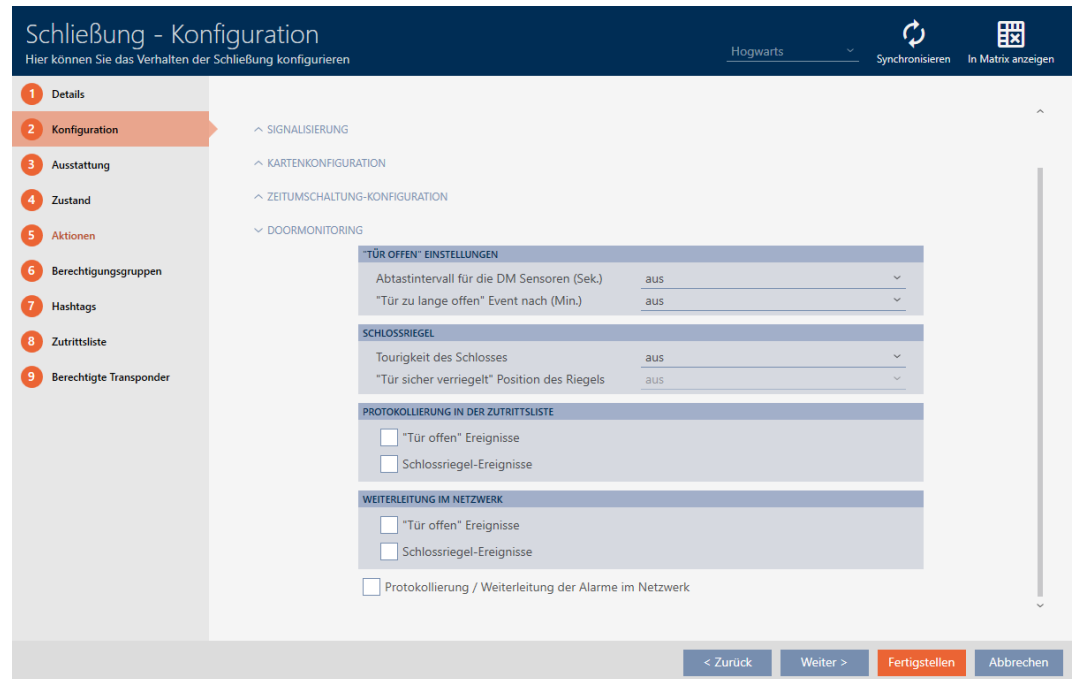 Schließung - Konfiguration
Hier können Sie das Verhalten der Schließung konfigurieren
Hogwarts
Synchronisieren
In Matrix anzeigen
1 Details
2 Konfiguration
3 Ausstattung
4 Zustand
5 Aktionen
6 Berechtigungsgruppen
7 Hashtags
8 Zutrittsliste
9 Berechtigte Transponder
SIGNALISIERUNG
KARTENKONFIGURATION
ZEITUMSCHALTUNG-KONFIGURATION
DOORMONITORING
"TÜR OFFEN" EINSTELLUNGEN
Abtastintervall für die DM Sensoren (Sek.) aus
"Tür zu lange offen" Event nach (Min.) aus
SCHLOSSRIEGEL
Tourigkeit des Schlosses aus
"Tür sicher verriegelt" Position des Riegels aus
PROTOKOLLIERUNG IN DER ZUTRITTSLISTE
"Tür offen" Ereignisse
Schlossriegel-Ereignisse
WEITERLEITUNG IM NETZWERK
"Tür offen" Ereignisse
Schlossriegel-Ereignisse
Protokollierung / Weiterleitung der Alarme im Netzwerk
< Zurück
Weiter >
Fertigstellen
Abbrechen